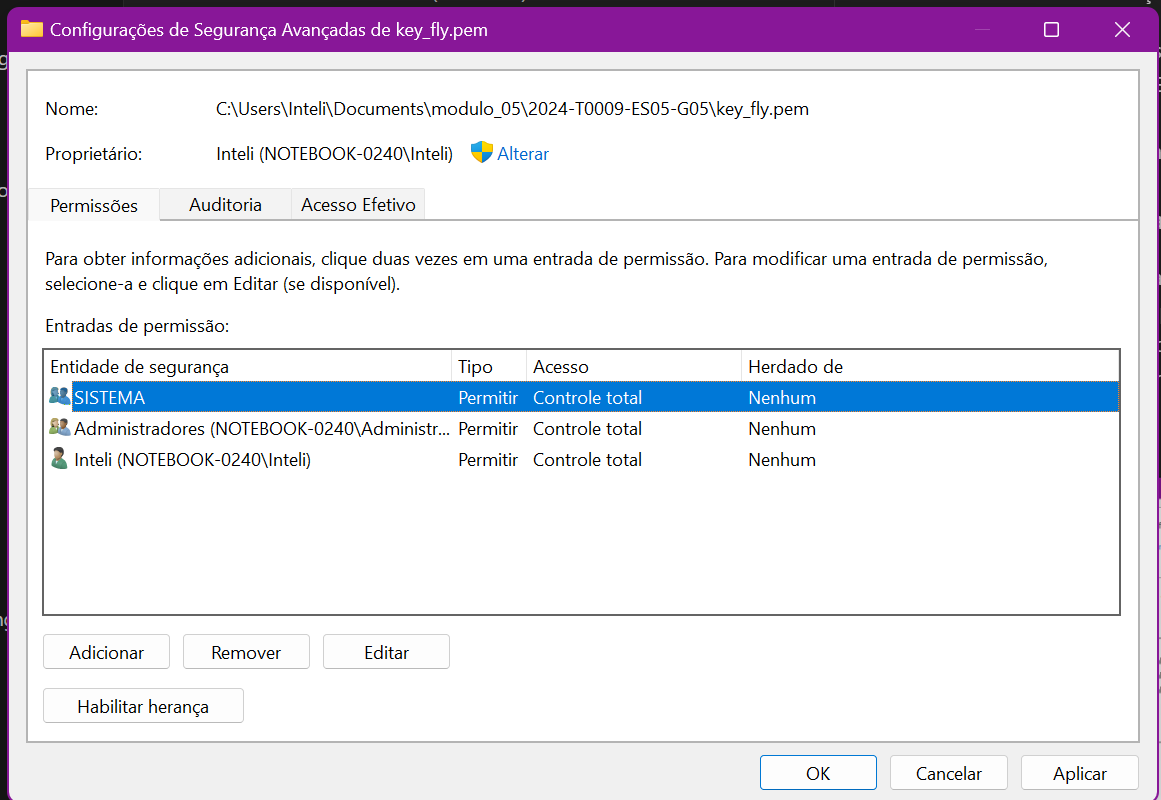 Configurações de Segurança Avançadas de key_fly.pem
Nome: C:\Users\Inteli\Documents\modulo_05\2024-T0009-ES05-G05\key_fly.pem
Proprietário: Inteli (NOTEBOOK-0240\Inteli) Alterar
Permissões Auditoria Acesso Efetivo
Para obter informações adicionais, clique duas vezes em uma entrada de permissão. Para modificar uma entrada de permissão,
selecione-a e clique em Editar (se disponível).
Entradas de permissão:
Entidade de segurança Tipo Acesso Herdado de
SISTEMA Permitir Controle total Nenhum
Administradores (NOTEBOOK-0240\Administr... Permitir Controle total Nenhum
Inteli (NOTEBOOK-0240\Inteli) Permitir Controle total Nenhum
Adicionar Remover Editar
Habilitar herança
OK Cancelar Aplicar